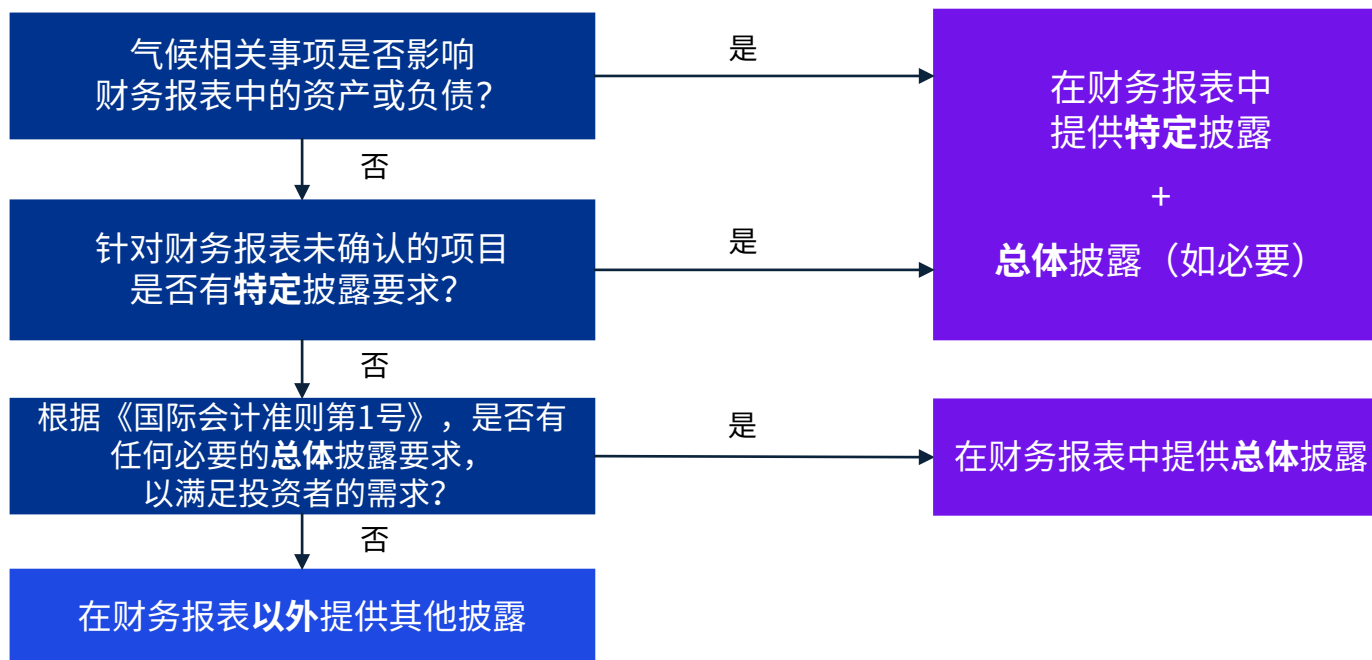 气候相关事项是否影响
财务报表中的资产或负债？
是
在财务报表中
提供特定披露
+
总体披露（如必要）
否
针对财务报表未确认的项目
是否有特定披露要求？
是
否
根据《国际会计准则第1号》，是否有
任何必要的总体披露要求，
以满足投资者的需求？
是
在财务报表中提供总体披露
否
在财务报表以外提供其他披露